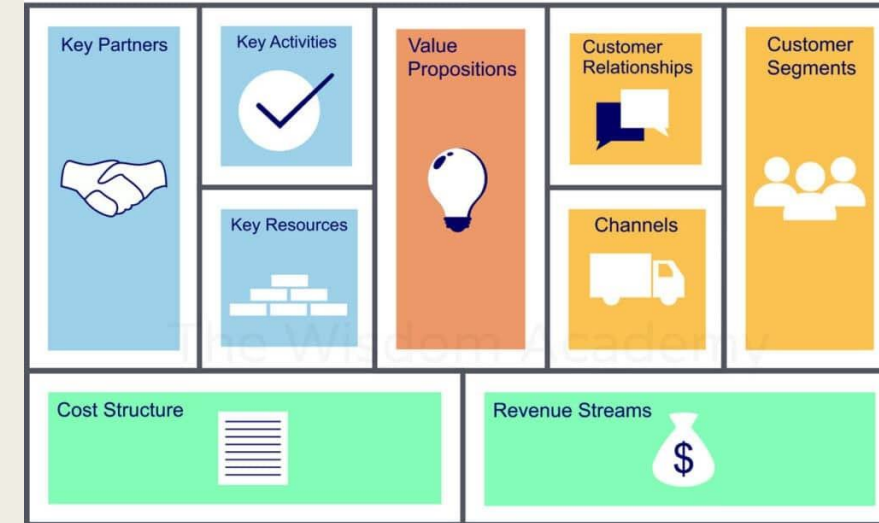 Key Partners
Key Activities
Value
Propositions
Customer
Relationships
Customer
Segments
Key Resources
Channels
The Wisdom Academy
Cost Structure
Revenue Streams
$